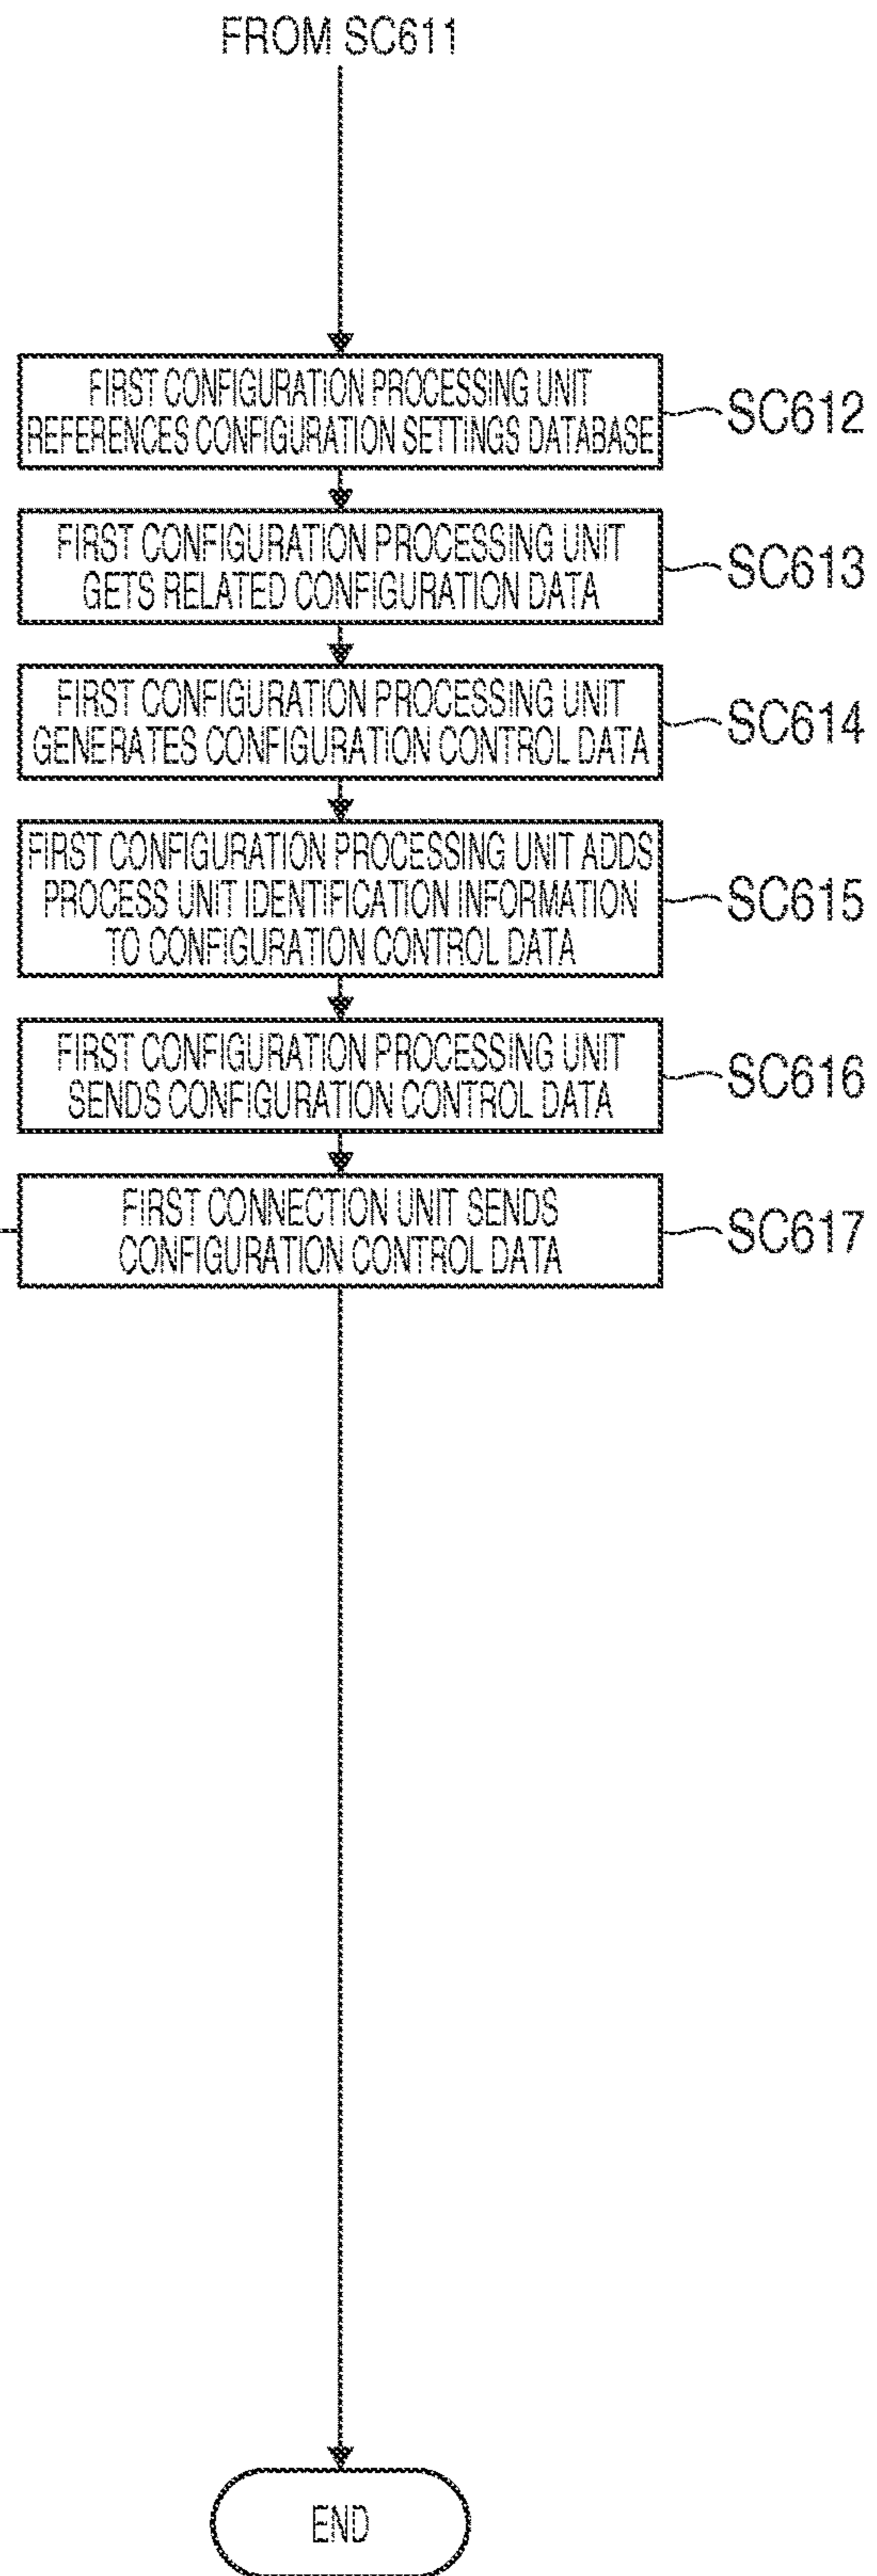 FROM SC611
FIRST CONFIGURATION PROCESSING UNIT
REFERENCES CONFIGURATION SETTINGS DATABASE
SC612
FIRST CONFIGURATION PROCESSING UNIT
GETS RELATED CONFIGURATION DATA
SC613
FIRST CONFIGURATION PROCESSING UNIT
GENERATES CONFIGURATION CONTROL DATA
SC614
FIRST CONFIGURATION PROCESSING UNIT ADDS
PROCESS UNIT IDENTIFICATION INFORMATION
TO CONFIGURATION CONTROL DATA
SC615
FIRST CONFIGURATION PROCESSING UNIT
SENDS CONFIGURATION CONTROL DATA
SC616
FIRST CONNECTION UNIT SENDS
CONFIGURATION CONTROL DATA
SC617
END